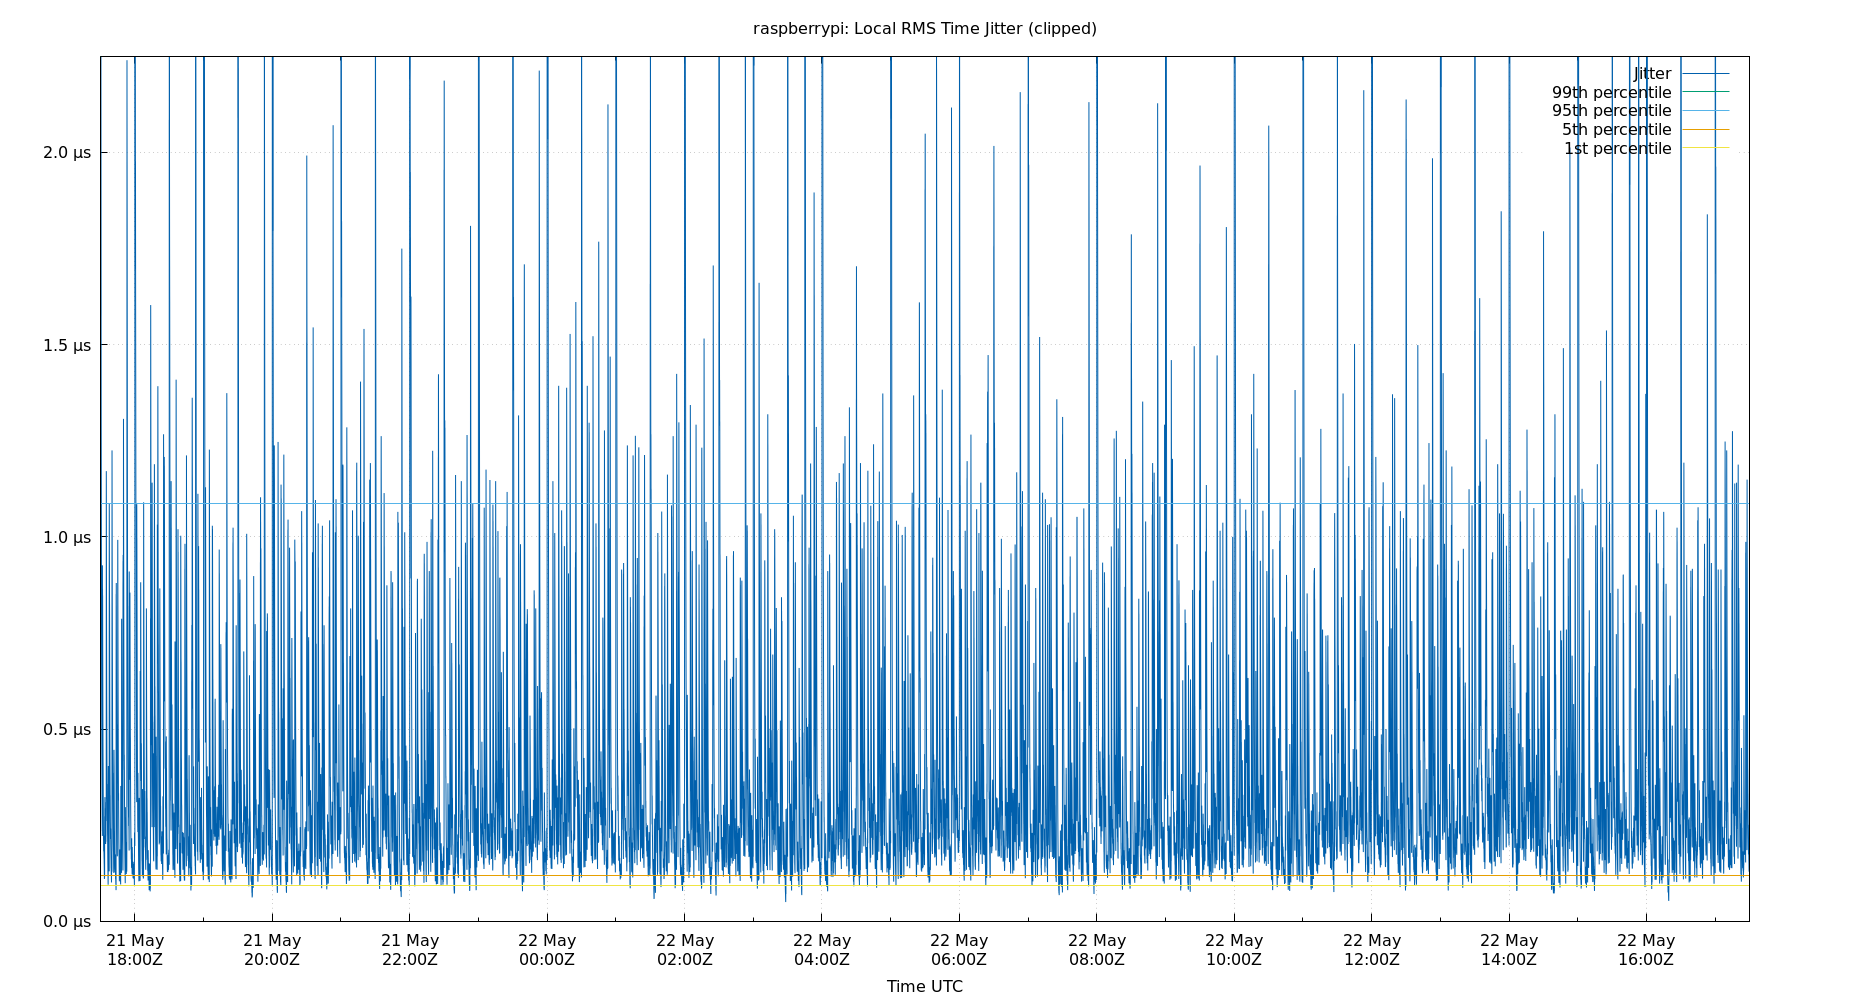 raspberrypi: Local RMS Time Jitter (clipped)
Jitter
99th percentile
95th percentile
5th percentile
1st percentile
2.0 µs
1.5 µs
1.0 µs
0.5 µs
0.0 µs
21 May 21 May 21 May 22 May 22 May 22 May 22 May 22 May 22 May 22 May 22 May 22 May
18:00Z 20:00Z 22:00Z 00:00Z 02:00Z 04:00Z 06:00Z 08:00Z 10:00Z 12:00Z 14:00Z 16:00Z
Time UTC